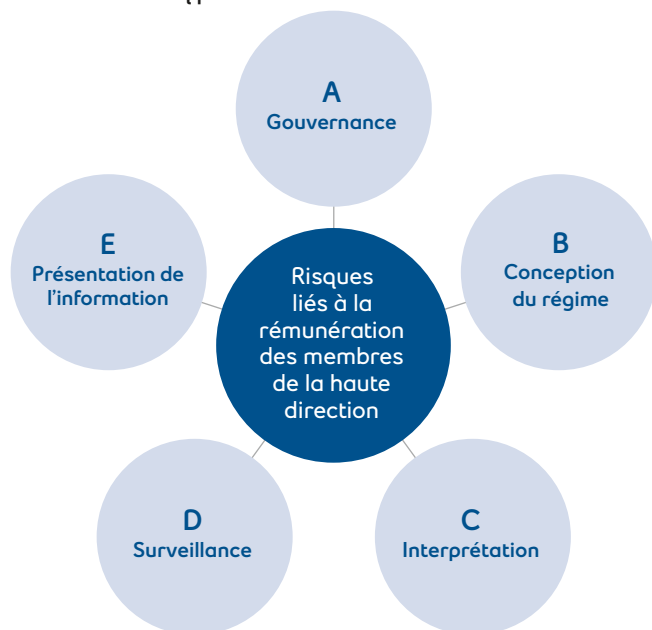 A
Gouvernance
B
Conception
du régime
C
Interprétation
D
Surveillance
E
Présentation de
l'information
Risques
liés à la
rémunération
des membres
de la haute
direction